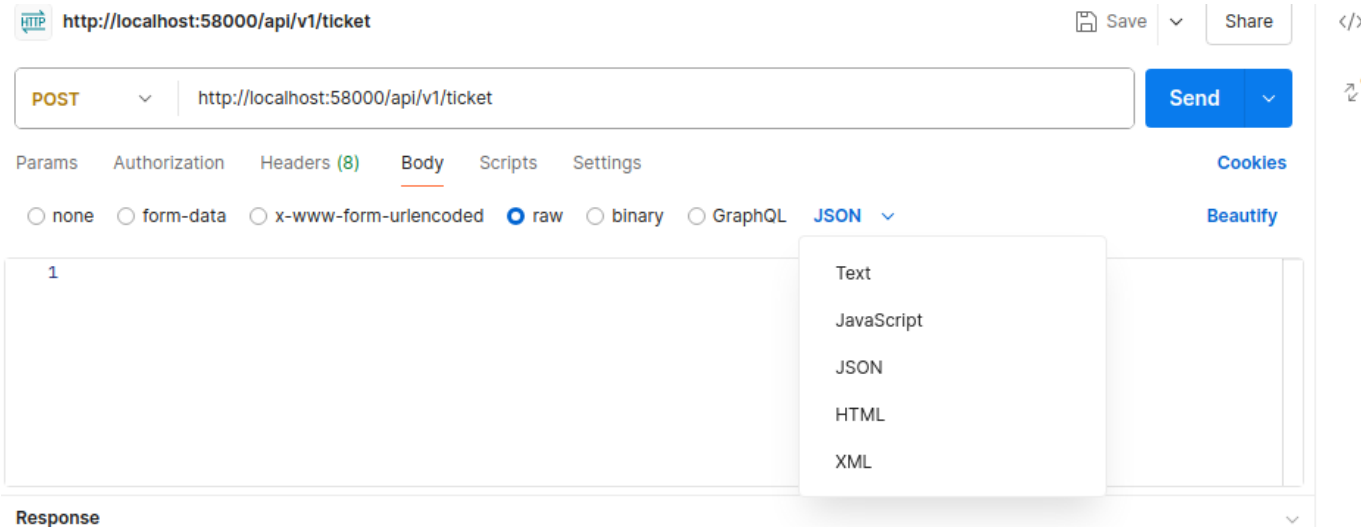 HTTP http://localhost:58000/api/v1/ticket Save Share </>
POST http://localhost:58000/api/v1/ticket Send
Params Authorization Headers (8) Body Scripts Settings Cookies
none form-data x-www-form-urlencoded raw binary GraphQL JSON Beautify
1
Text
JavaScript
JSON
HTML
XML
Response